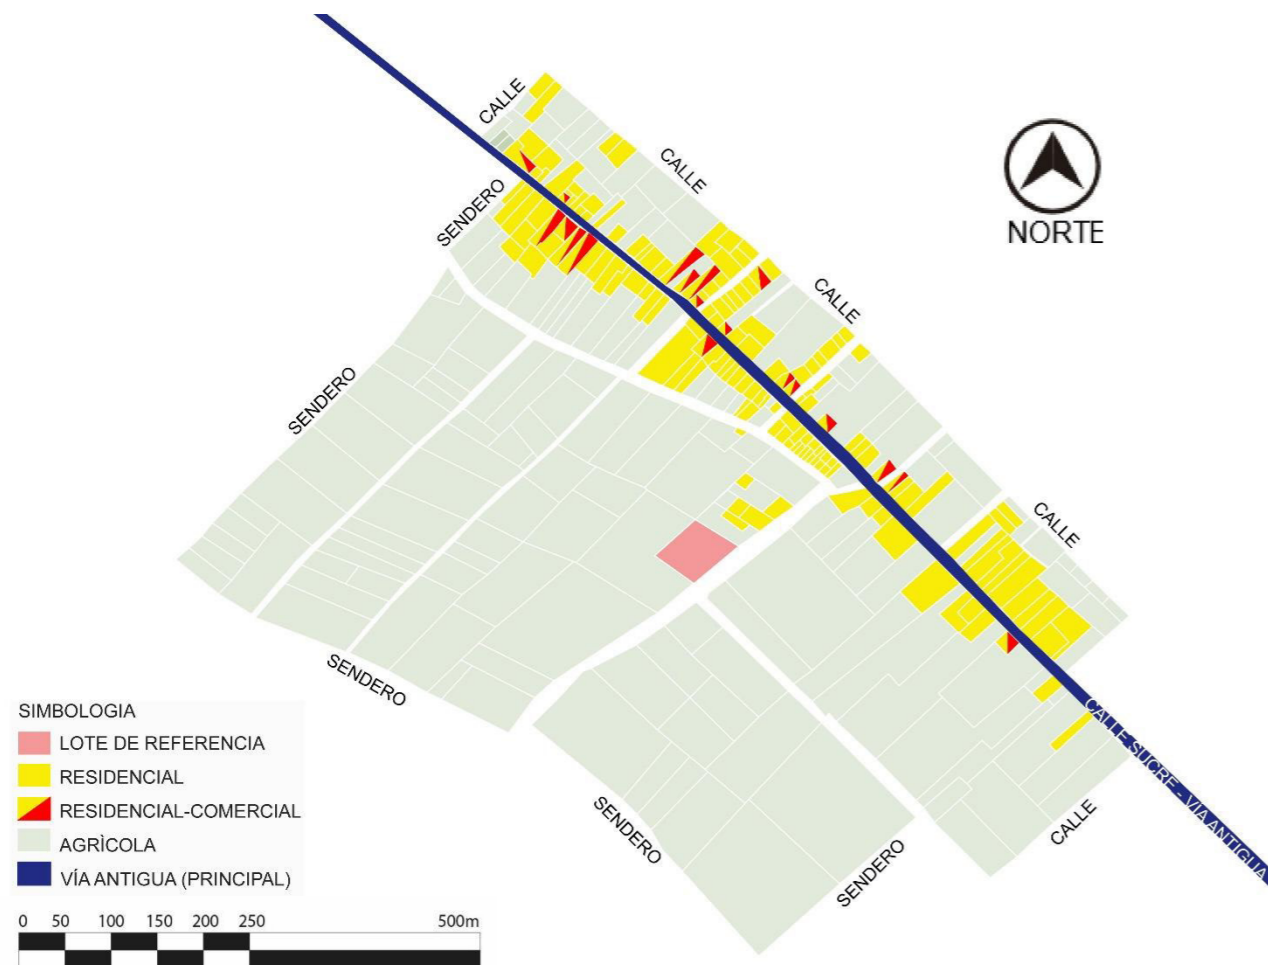 CALLE
CALLE
NORTE
SENDERO
CALLE
SENDERO
CALLE
SENDERO
CALLE SUCRE - VIA ANTIGUA
SENDERO
SENDERO
CALLE
SIMBOLOGIA
LOTE DE REFERENCIA
RESIDENCIAL
RESIDENCIAL-COMERCIAL
AGRÌCOLA
VÍA ANTIGUA (PRINCIPAL)
0 50 100 150 200 250 500m